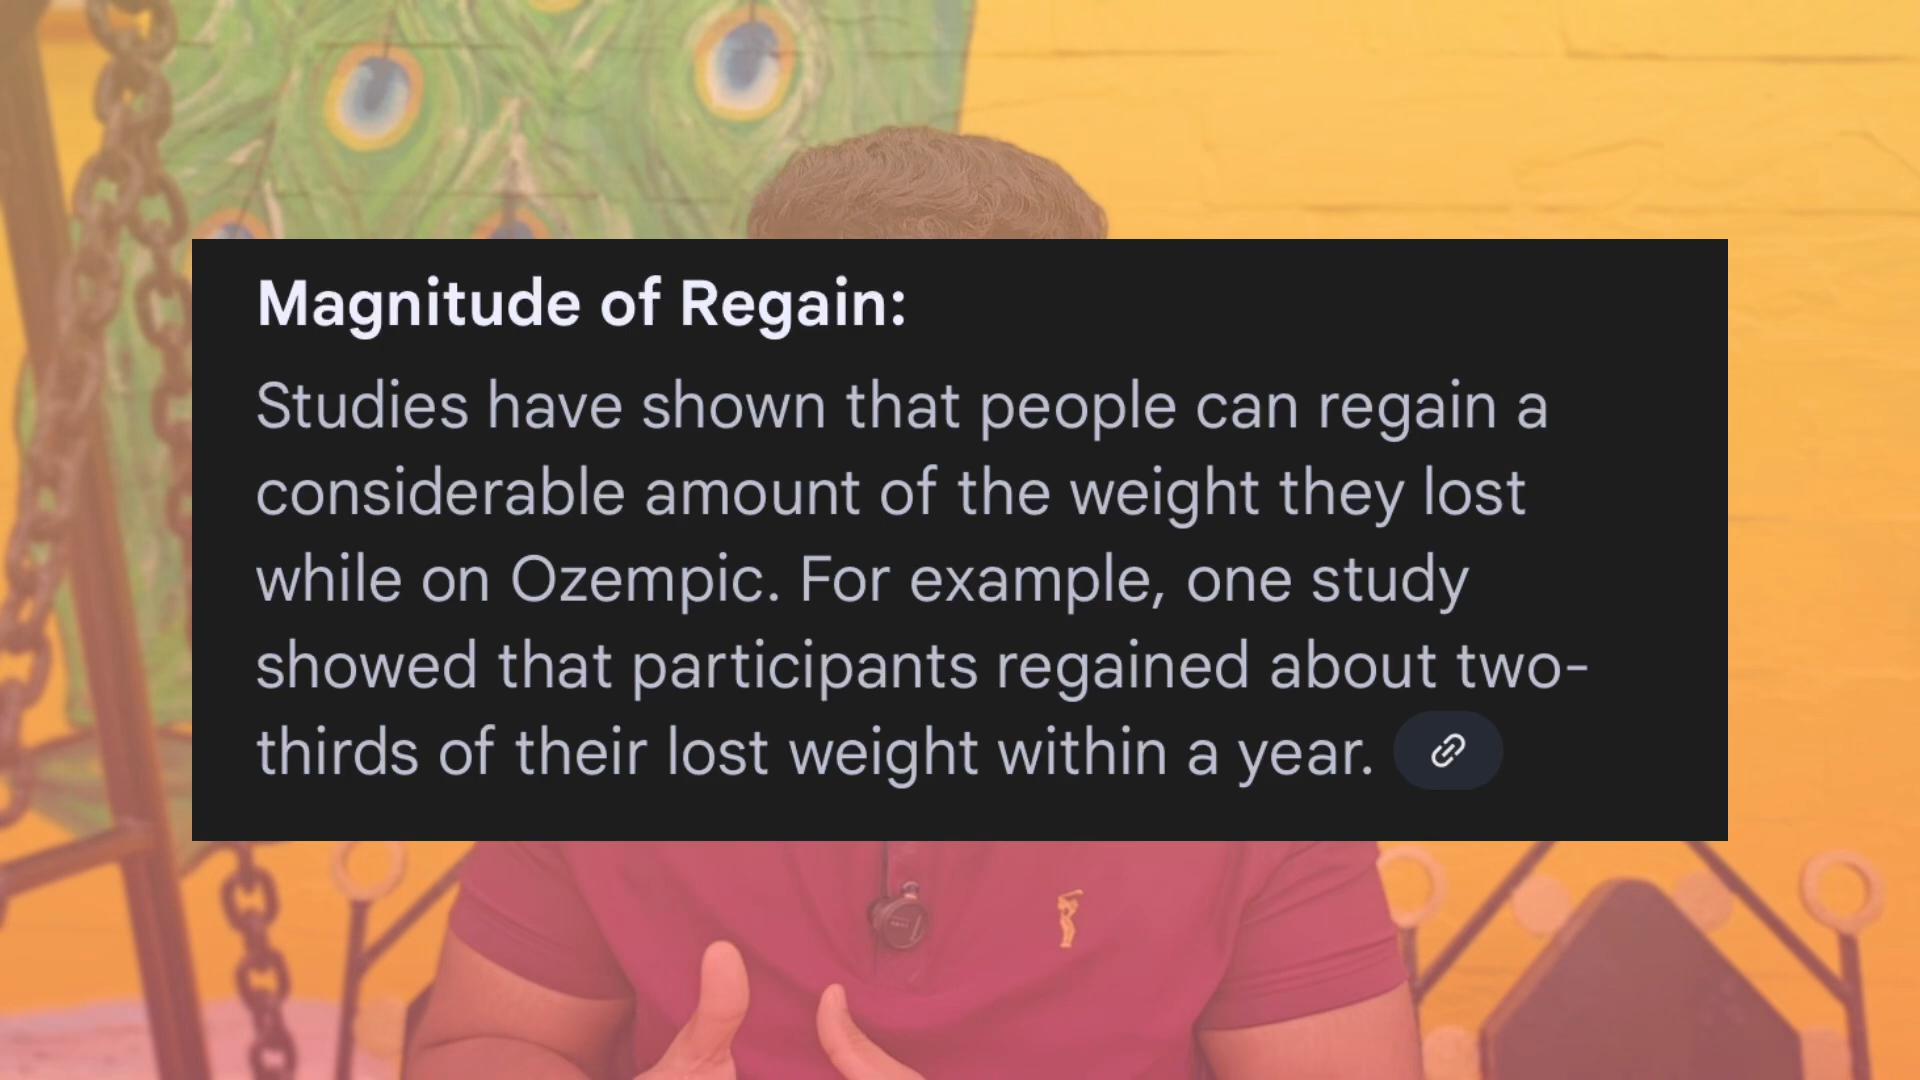 Magnitude of Regain:
Studies have shown that people can regain a
considerable amount of the weight they lost
while on Ozempic. For example, one study
showed that participants regained about two-
thirds of their lost weight within a year.